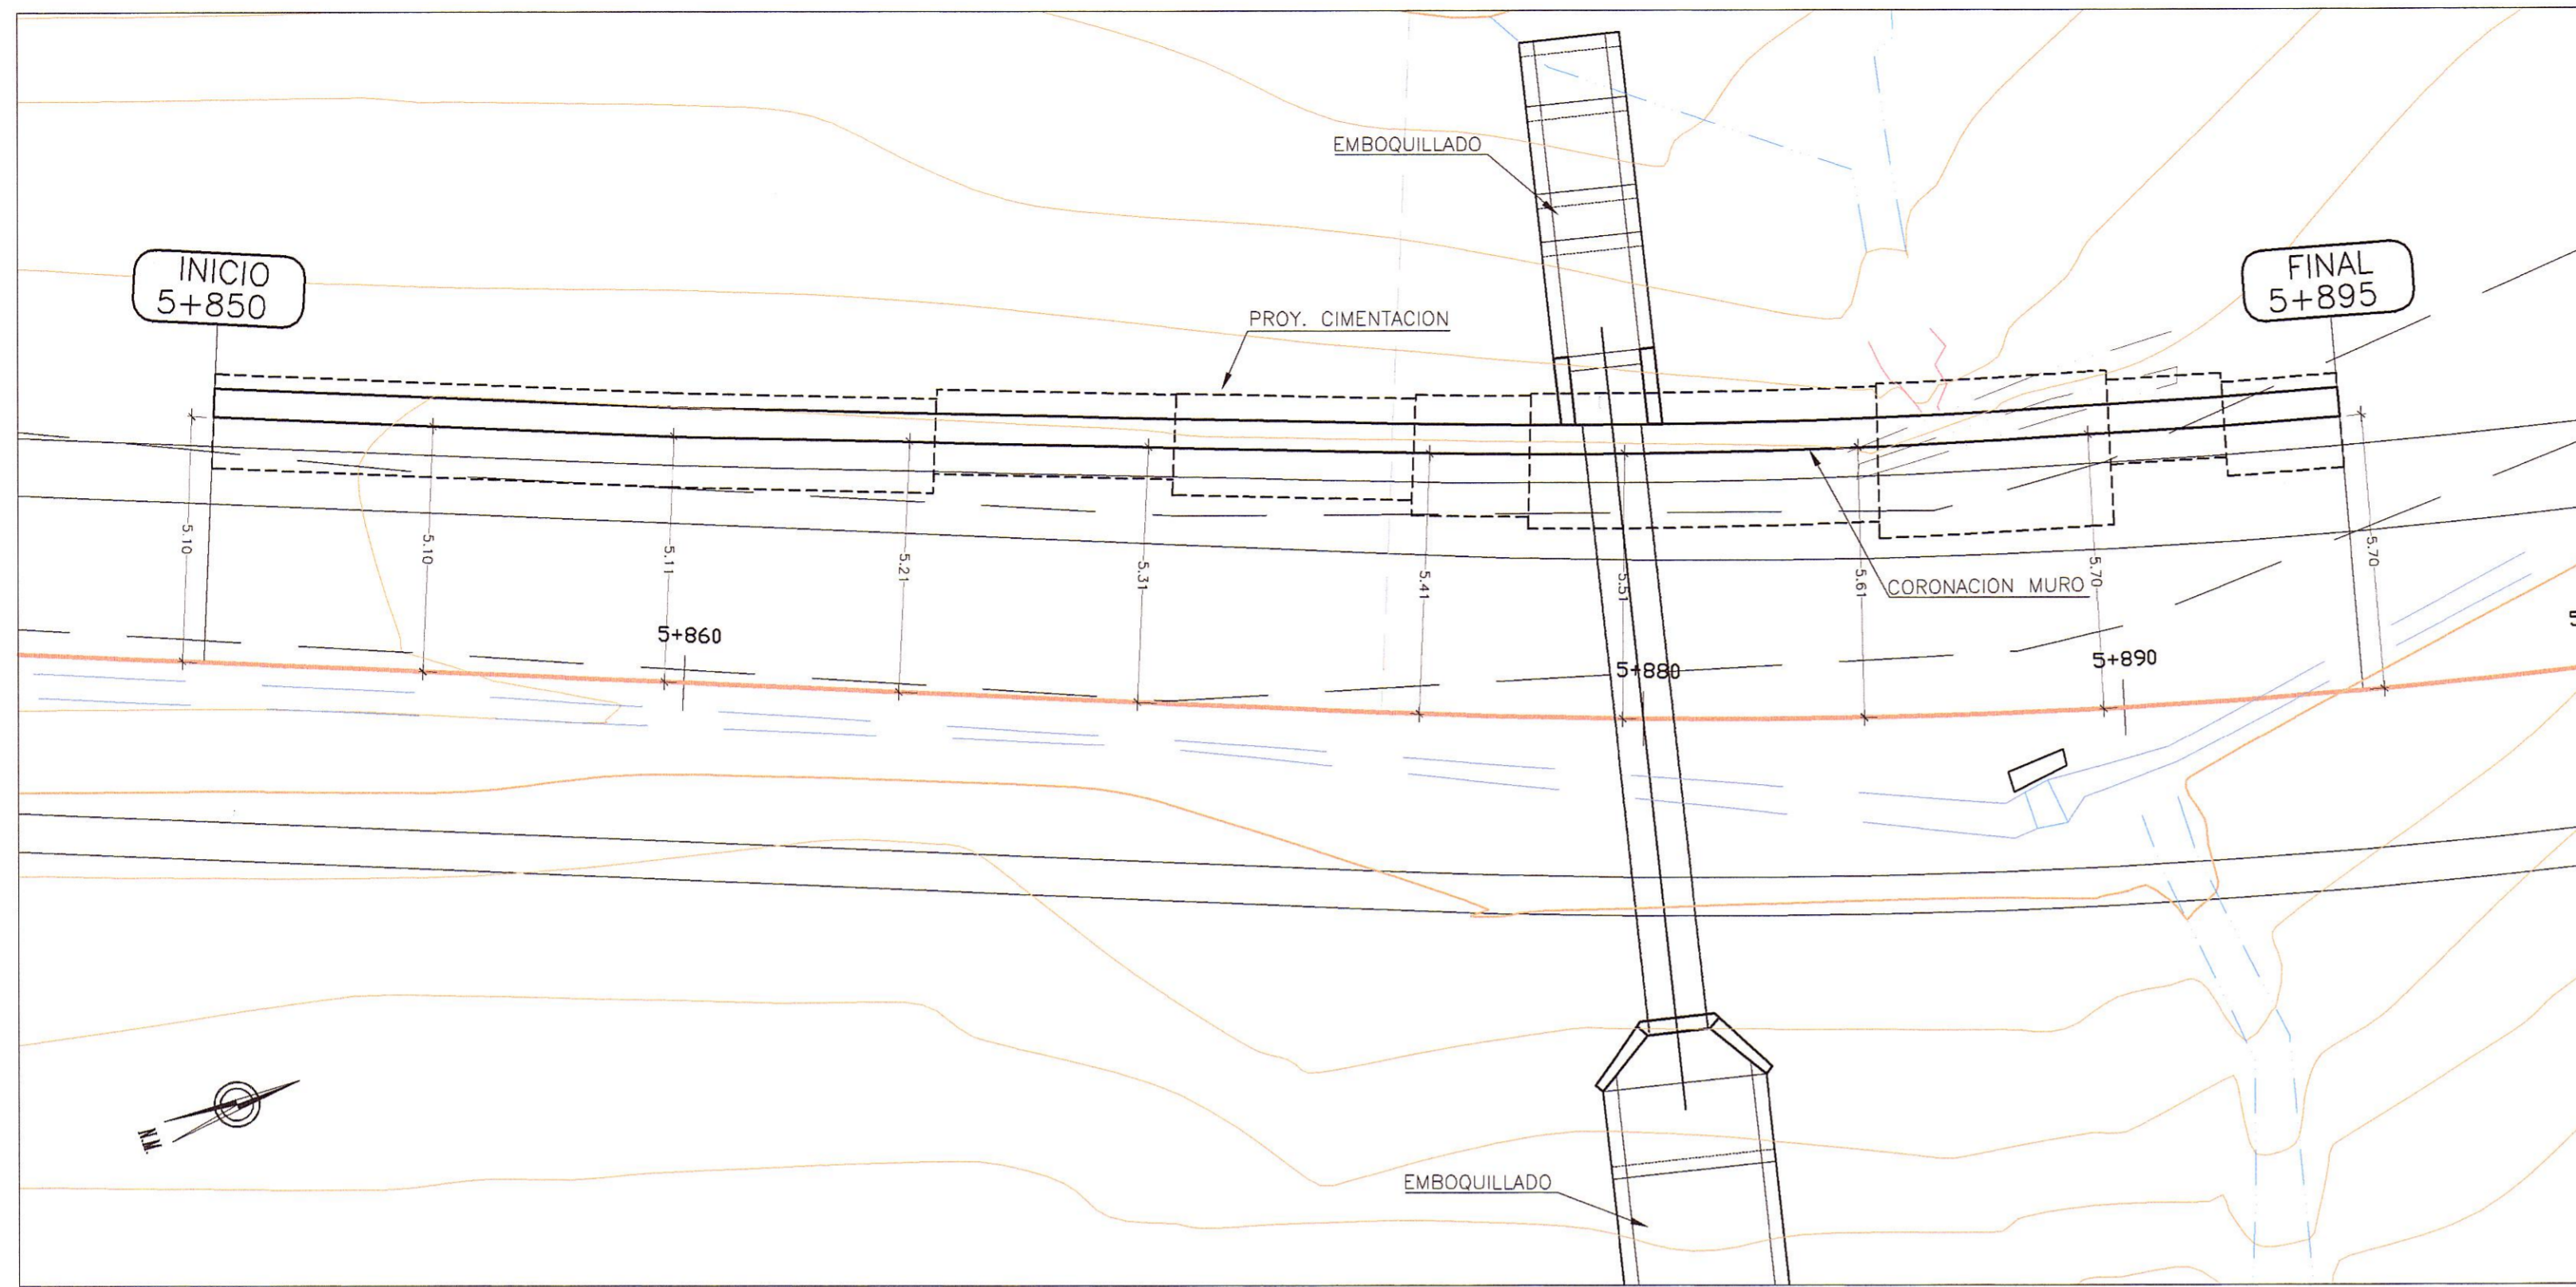 EMBOQUILLADO
INICIO
5+850
FINAL
5+895
PROY. CIMENTACION
5.10
5.10
5.11
5.21
5.31
5.41
5.51
5.61
5.70
5.70
CORONACION MURO
5+860
5+880
5+890
N.M.
EMBOQUILLADO